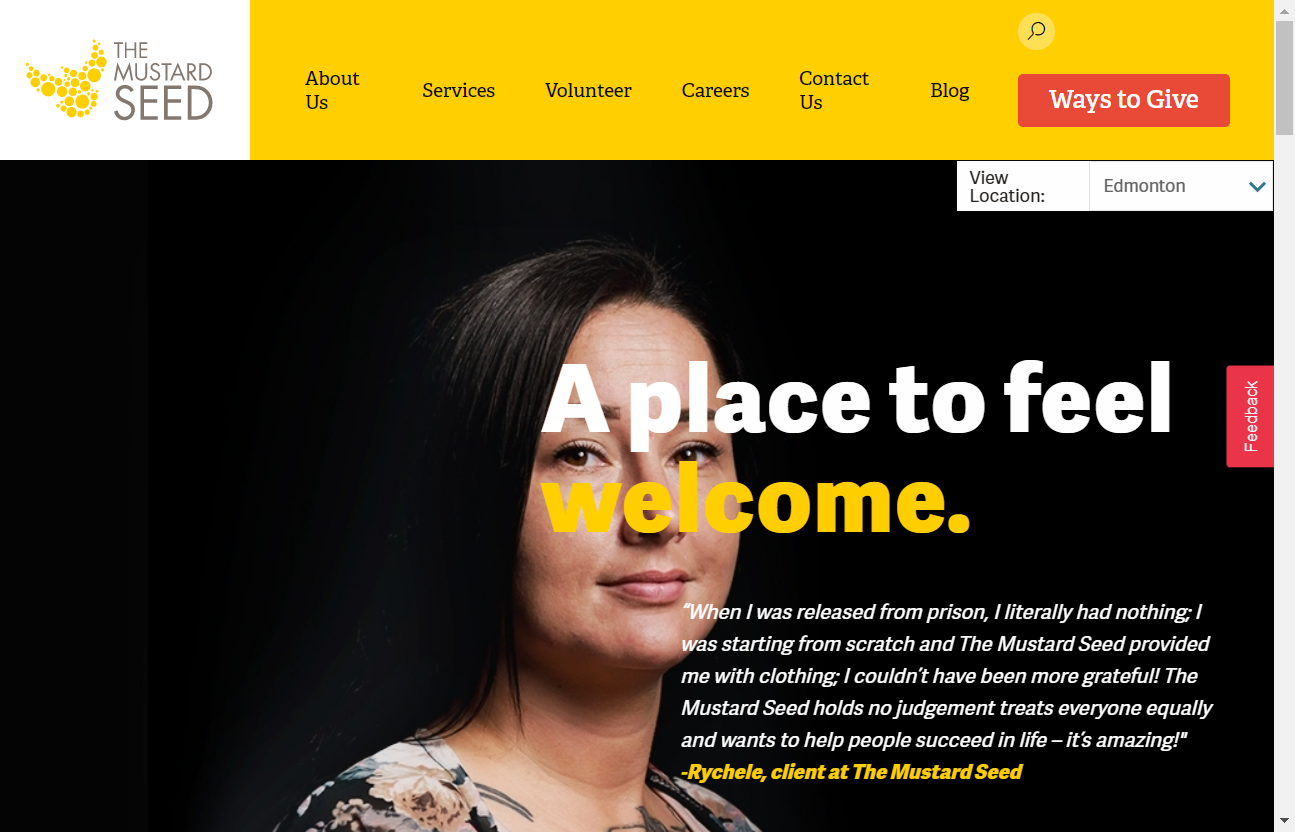 THE
MUSTARD
SEED
About
Us
Services
Volunteer
Careers
Contact
Us
Blog
Ways to Give
View
Location:
Edmonton
Feedback
A place to feel
welcome.
“When I was released from prison, I literally had nothing; I
was starting from scratch and The Mustard Seed provided
me with clothing; I couldn’t have been more grateful! The
Mustard Seed holds no judgement treats everyone equally
and wants to help people succeed in life – it’s amazing!"
-Rychele, client at The Mustard Seed